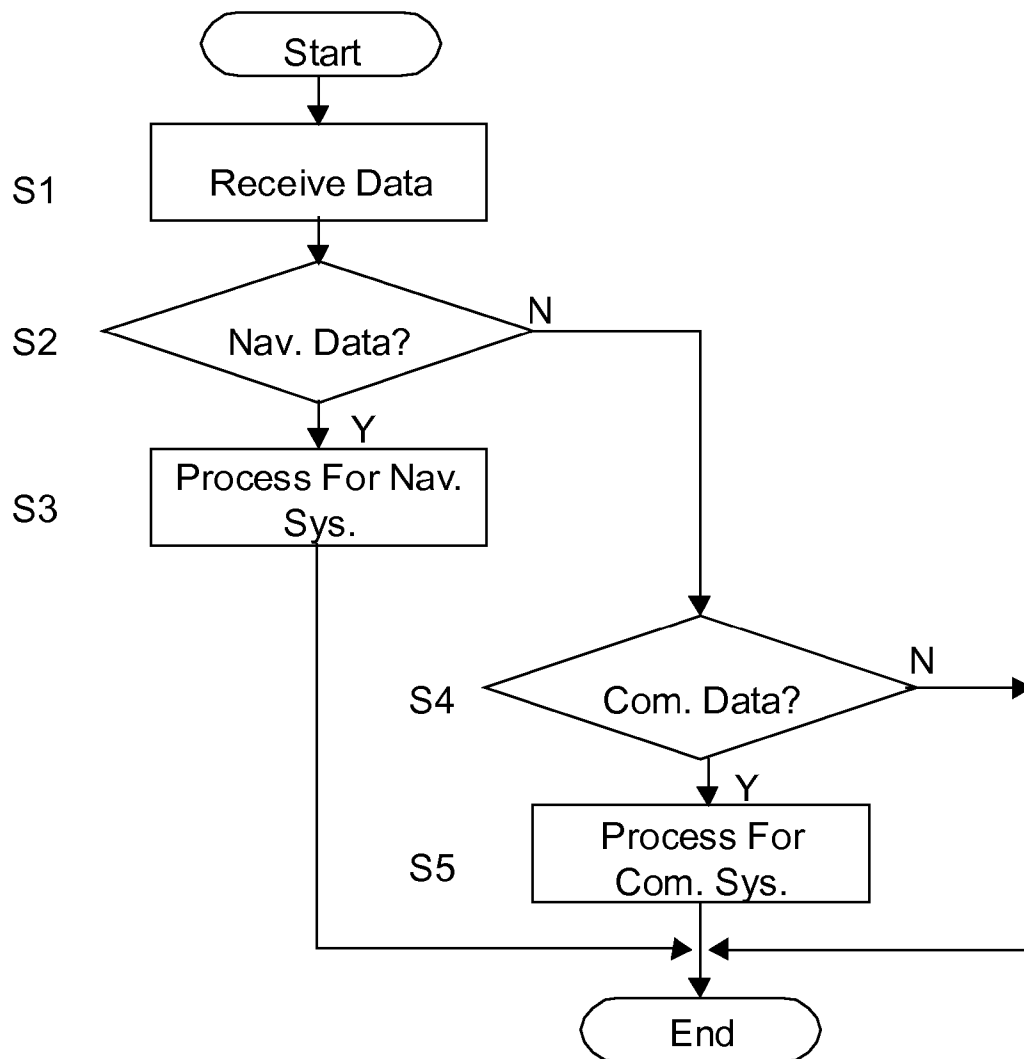 Start
S1
Receive Data
S2
Nav. Data?
N
Y
S3
Process For Nav.
Sys.
S4
Com. Data?
N
Y
S5
Process For
Com. Sys.
End